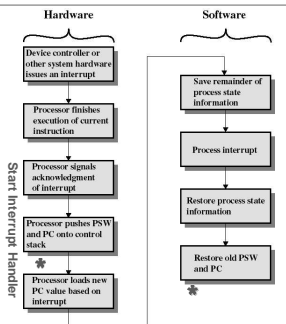 Hardware
Device controller or
other system hardware
issues an interrupt
Processor finishes
execution of current
instruction
Processor signals
acknowledgment
of interrupt
Processor pushes PSW
and PC onto control
stack
*
Processor loads new
PC value based on
interrupt
Start Interrupt Handler
Software
Save remainder of
process state
information
Process interrupt
Restore process state
information
Restore old PSW
and PC
*